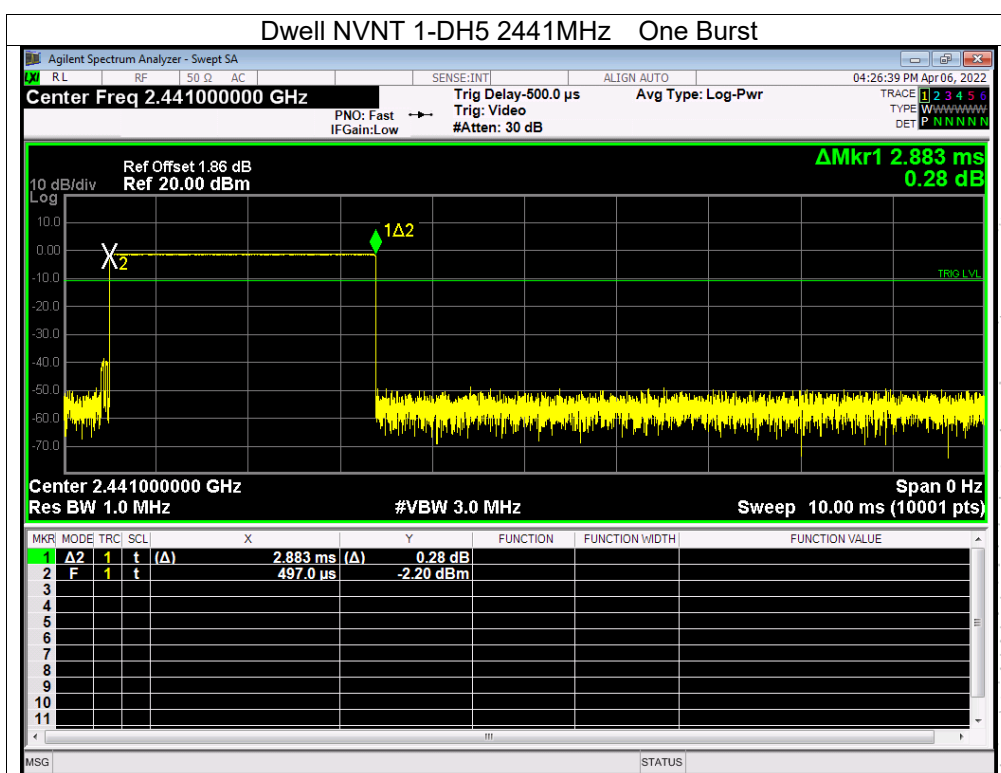 Dwell NVNT 1-DH5 2441MHz One Burst
Agilent Spectrum Analyzer - Swept SA
LXI RL RF 50 Ω AC SENSE:INT ALIGN AUTO 04:26:39 PM Apr 06, 2022
Center Freq 2.441000000 GHz Trig Delay-500.0 µs Avg Type: Log-Pwr TRACE 1 2 3 4 5 6
PNO: Fast Trig: Video TYPE WWWWWW
IFGain:Low #Atten: 30 dB DET P N N N N N
ΔMkr1 2.883 ms
0.28 dB
Ref Offset 1.86 dB
10 dB/div Ref 20.00 dBm
Log
10.0
1Δ2
0.00
X2
-10.0
TRIG LVL
-20.0
-30.0
-40.0
-50.0
-60.0
-70.0
Center 2.441000000 GHz Span 0 Hz
Res BW 1.0 MHz #VBW 3.0 MHz Sweep 10.00 ms (10001 pts)
MKR MODE TRC SCL X Y FUNCTION FUNCTION WIDTH FUNCTION VALUE
1 Δ2 1 t (Δ) 2.883 ms (Δ) 0.28 dB
2 F 1 t 497.0 µs -2.20 dBm
3
4
5
6
7
8
9
10
11
MSG STATUS